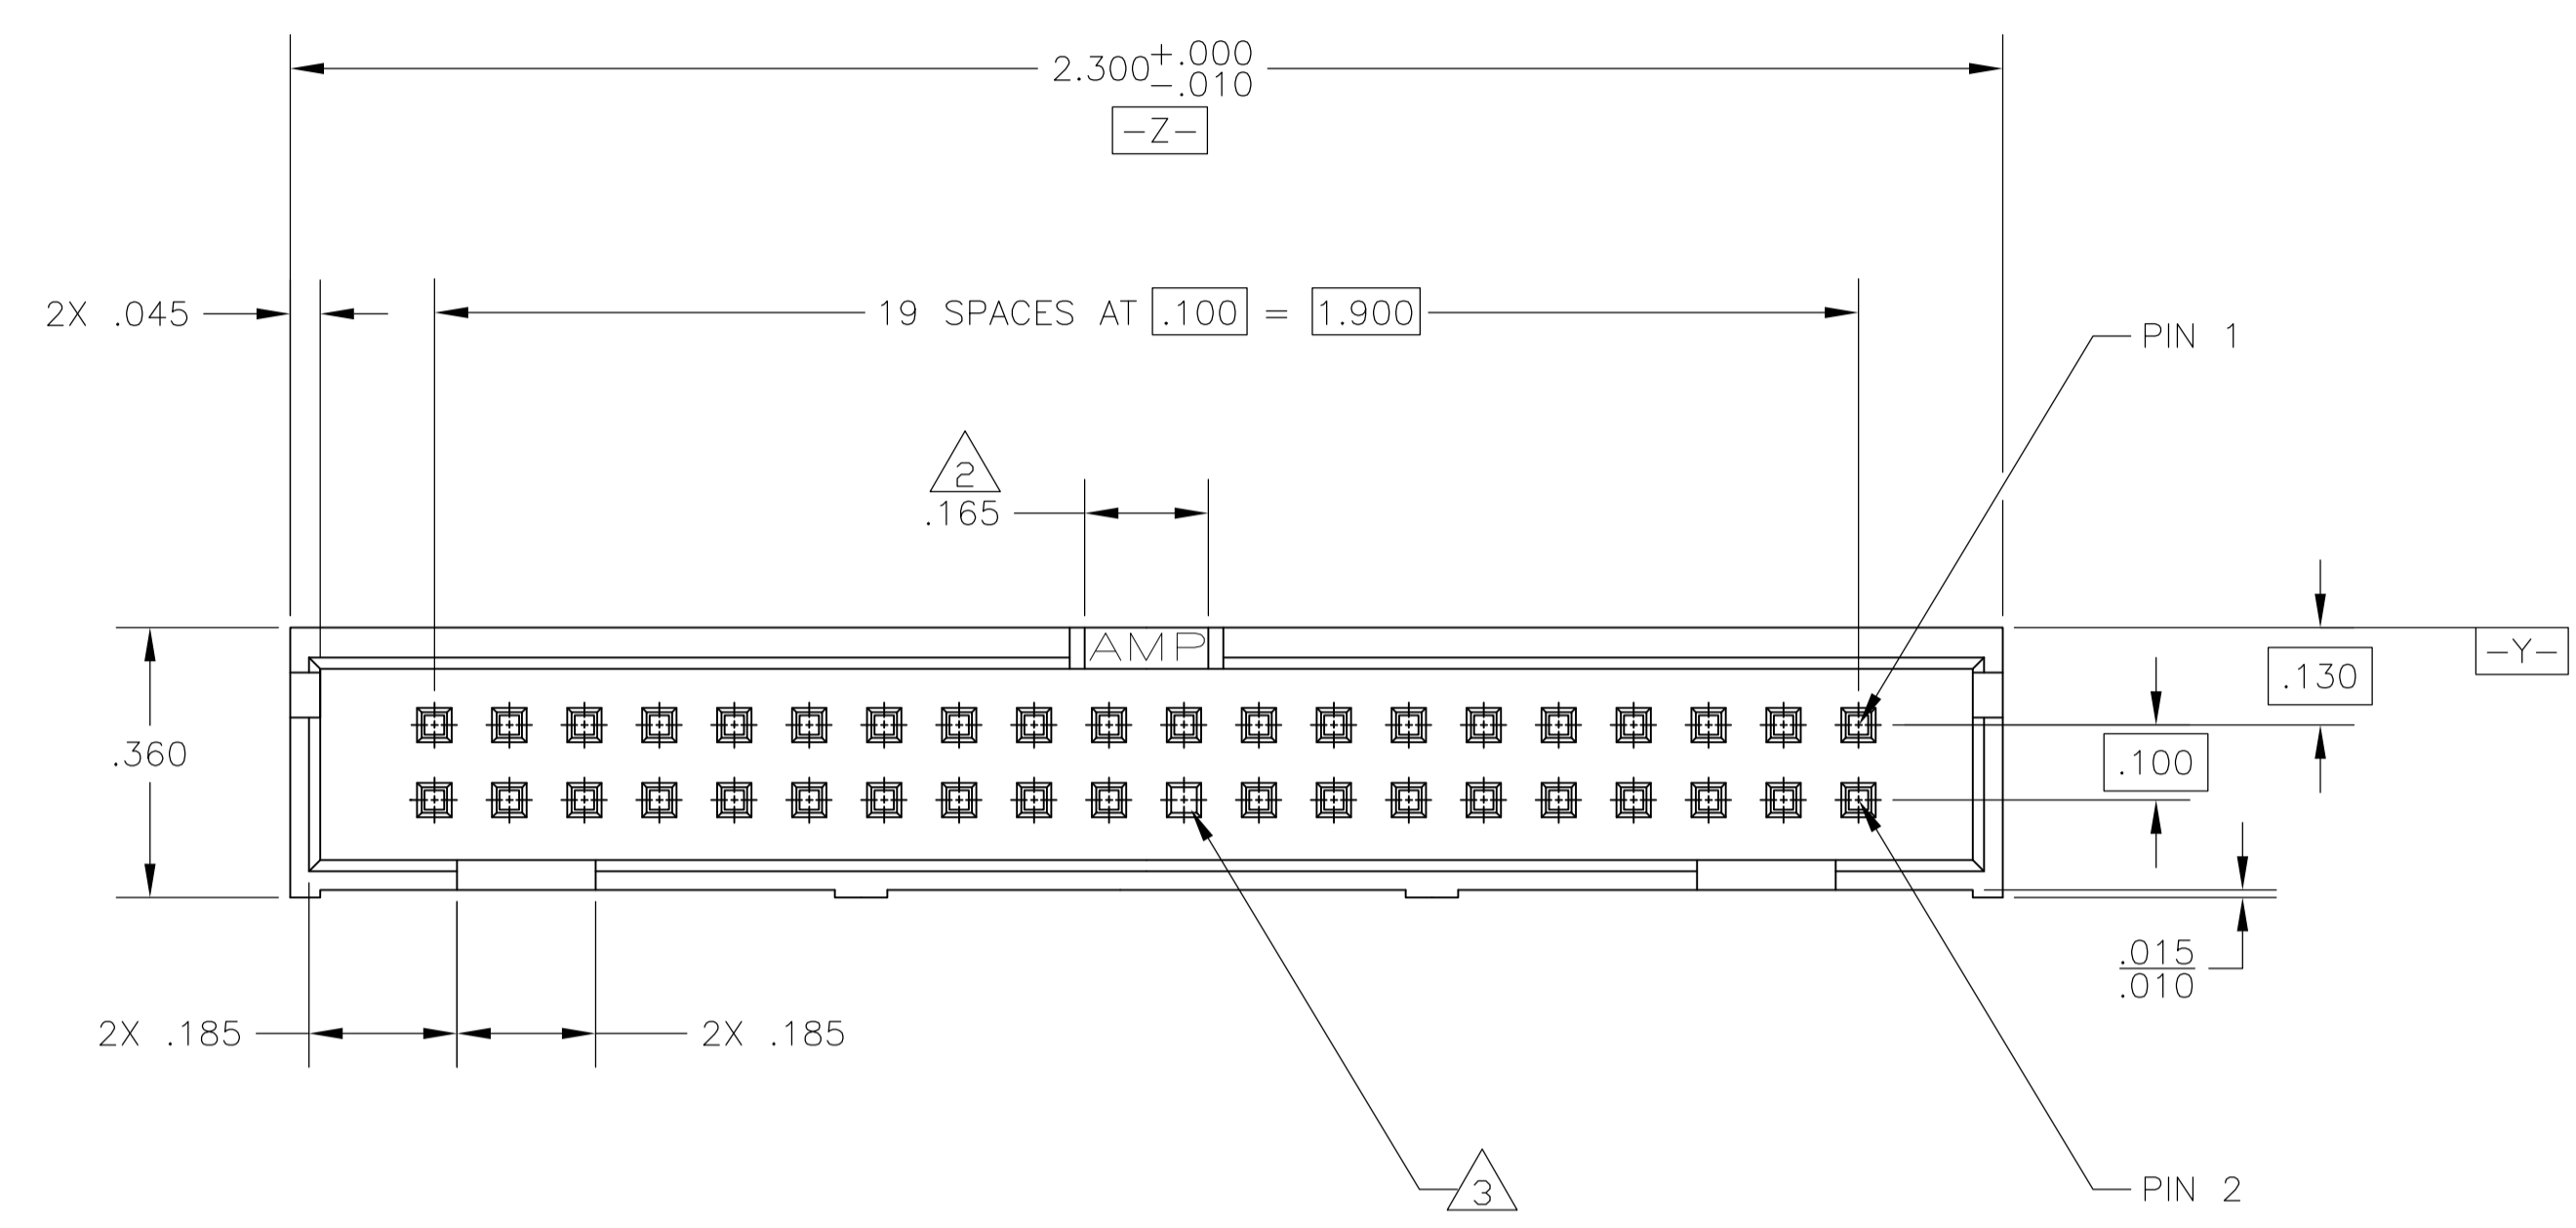 2.300 +.000
-.010
-Z-
2X .045
19 SPACES AT .100 = 1.900
PIN 1
2
.165
AMP
-Y-
.130
.360
.100
.015
.010
2X .185
2X .185
3
PIN 2